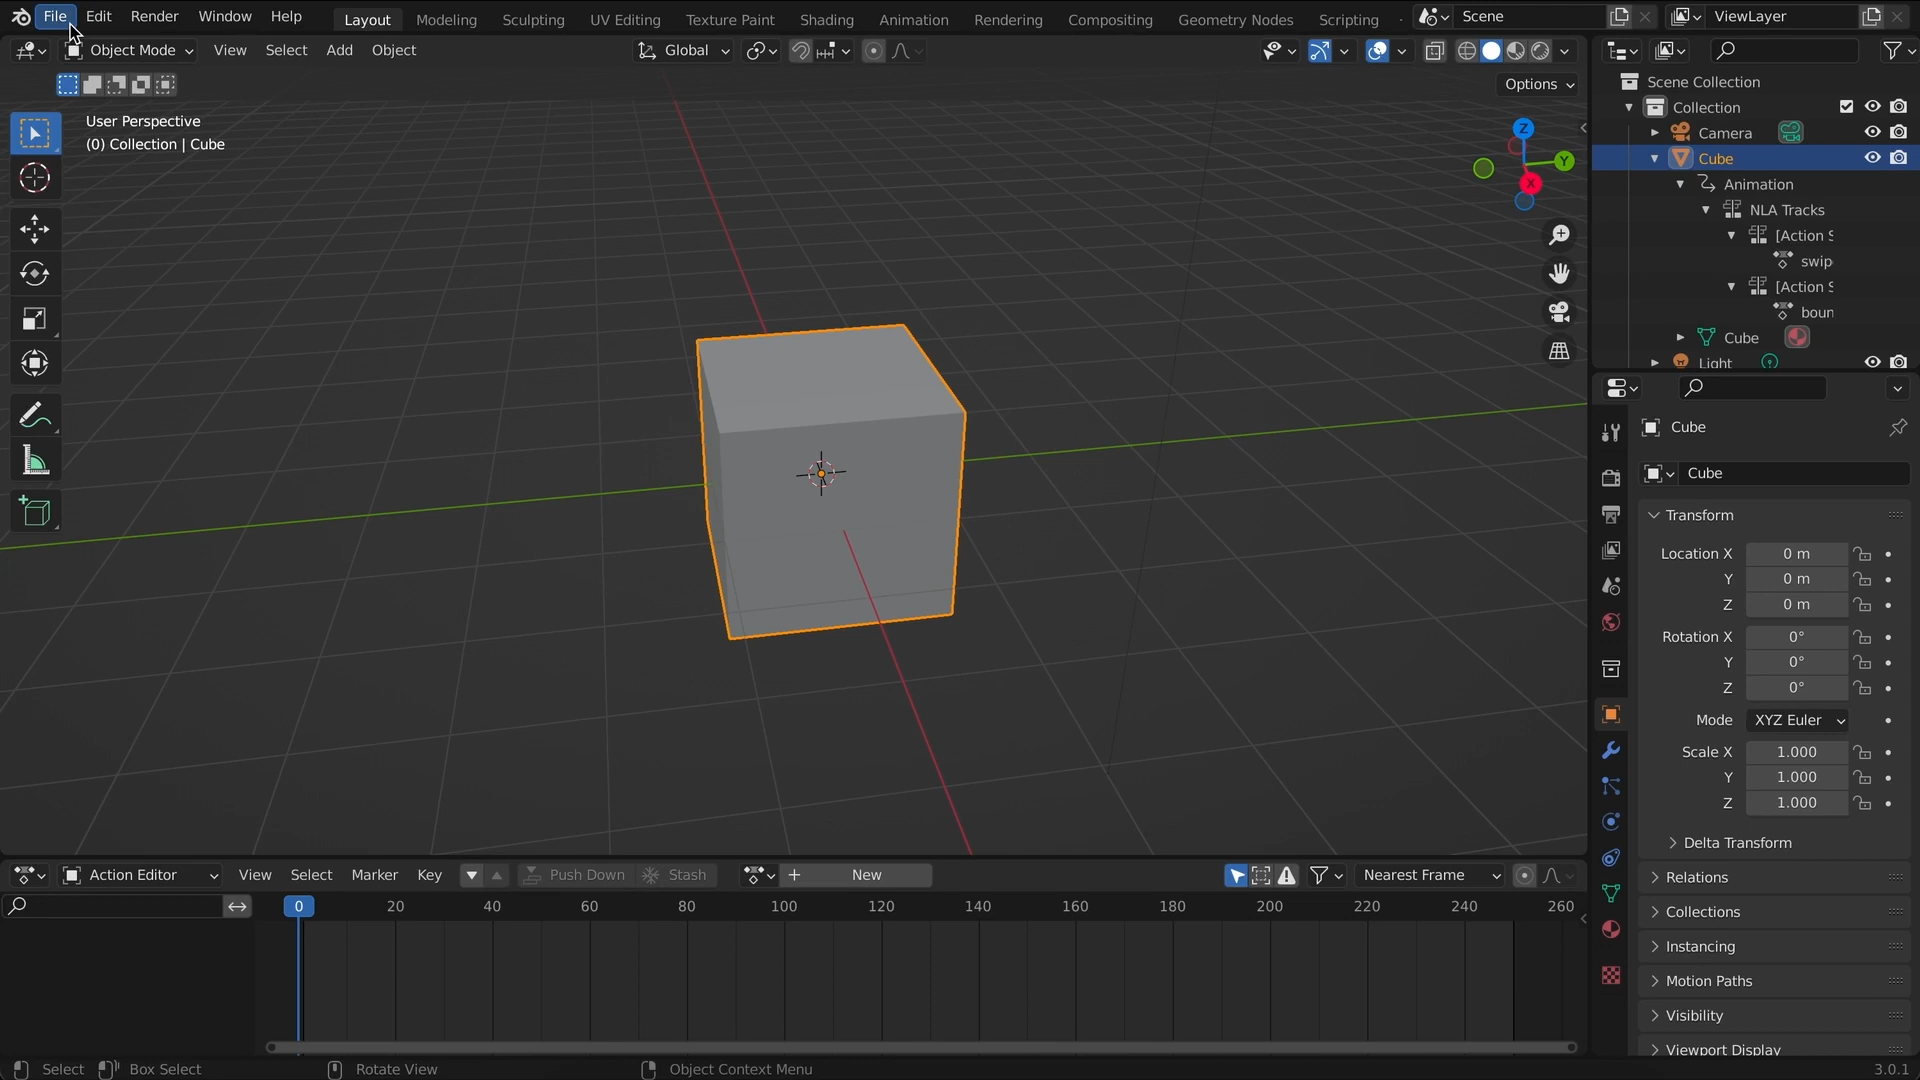 File Edit Render Window Help Layout Modeling Sculpting UV Editing Texture Paint Shading Animation Rendering Compositing Geometry Nodes Scripting Scene ViewLayer
Object Mode View Select Add Object Global
Options
User Perspective
(0) Collection | Cube
Z
Y
X
Scene Collection
Collection
Camera
Cube
Animation
NLA Tracks
[Action S
swip
[Action S
boun
Cube
Light
Cube
Cube
Transform
Location X 0 m
Y 0 m
Z 0 m
Rotation X 0°
Y 0°
Z 0°
Mode XYZ Euler
Scale X 1.000
Y 1.000
Z 1.000
Delta Transform
Relations
Collections
Instancing
Motion Paths
Visibility
Viewport Display
Action Editor View Select Marker Key Push Down Stash New Nearest Frame
0 20 40 60 80 100 120 140 160 180 200 220 240 260
Select Box Select Rotate View Object Context Menu 3.0.1